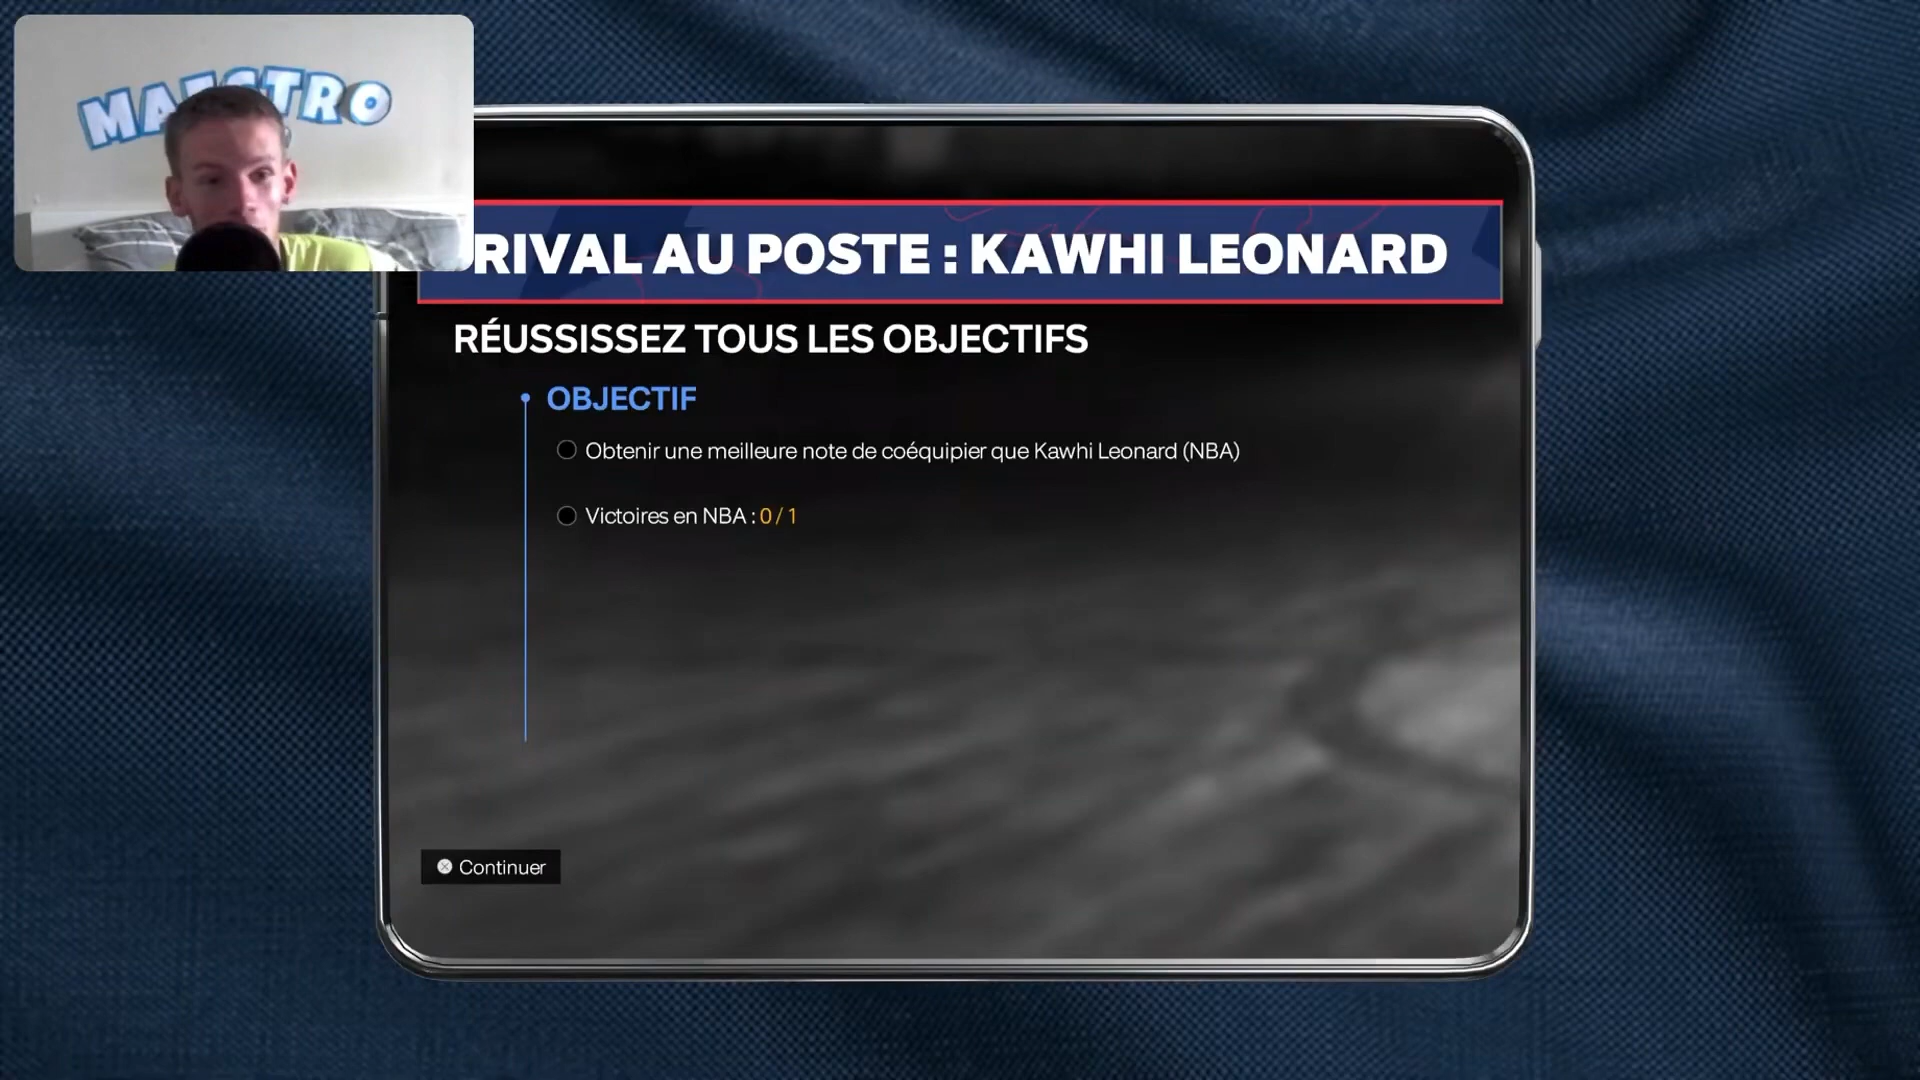 MAESTRO
RIVAL AU POSTE : KAWHI LEONARD
RÉUSSISSEZ TOUS LES OBJECTIFS
OBJECTIF
Obtenir une meilleure note de coéquipier que Kawhi Leonard (NBA)
Victoires en NBA : 0 / 1
Continuer